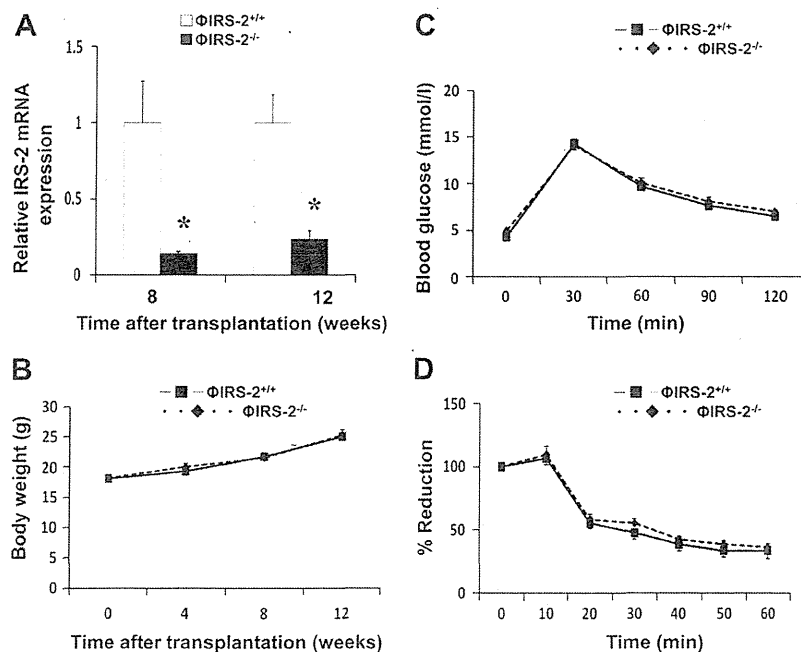 A
ΦIRS-2+/+
ΦIRS-2-/-
Relative IRS-2 mRNA
expression
1.5
1
0.5
0
*
*
8
12
Time after transplantation (weeks)
B
ΦIRS-2+/+
ΦIRS-2-/-
Body weight (g)
30
25
20
15
10
5
0
0
4
8
12
Time after transplantation (weeks)
C
ΦIRS-2+/+
ΦIRS-2-/-
Blood glucose (mmol/l)
20
15
10
5
0
0
30
60
90
120
Time (min)
D
ΦIRS-2+/+
ΦIRS-2-/-
% Reduction
150
100
50
0
0
10
20
30
40
50
60
Time (min)